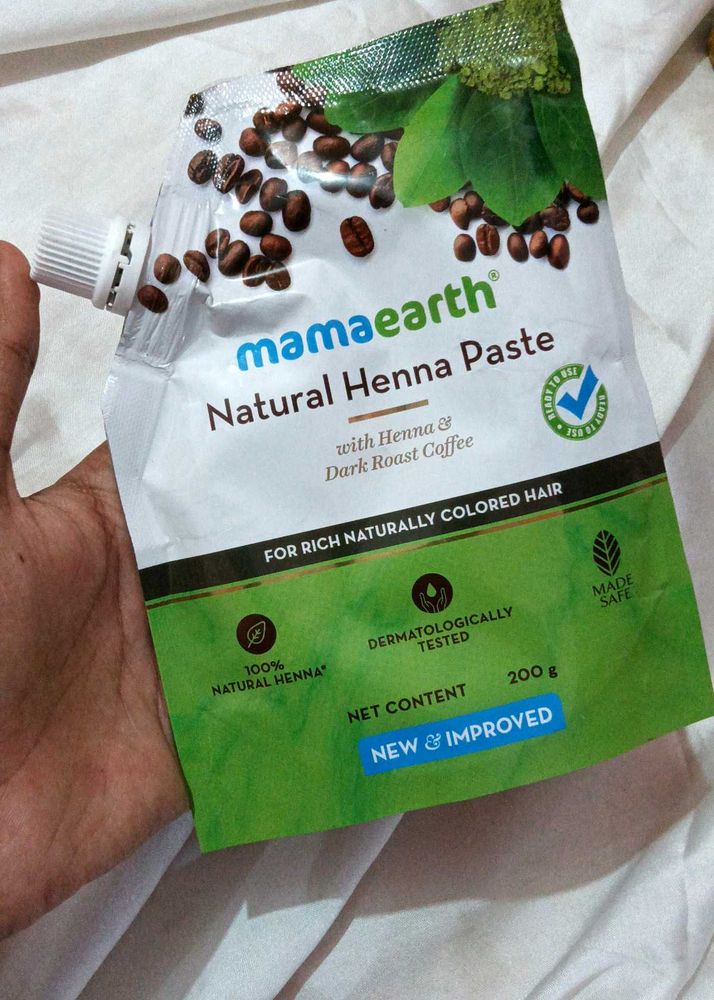 mamaearth®
Natural Henna Paste
with Henna &
Dark Roast Coffee
READY TO USE • READY TO USE •
FOR RICH NATURALLY COLORED HAIR
100%
NATURAL HENNA*
DERMATOLOGICALLY
TESTED
MADE
SAFE
NET CONTENT 200 g
NEW & IMPROVED